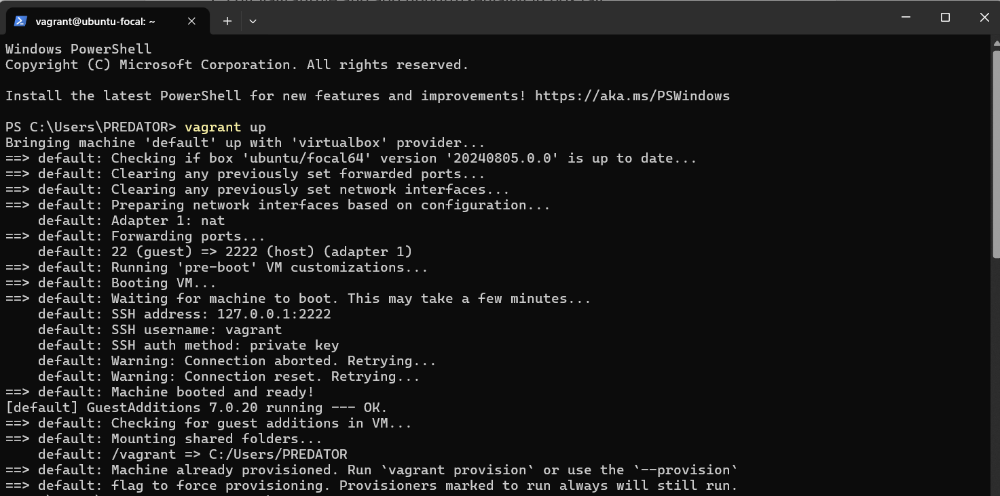 vagrant@ubuntu-focal: ~
Windows PowerShell
Copyright (C) Microsoft Corporation. All rights reserved.
Install the latest PowerShell for new features and improvements! https://aka.ms/PSWindows
PS C:\Users\PREDATOR> vagrant up
Bringing machine 'default' up with 'virtualbox' provider...
==> default: Checking if box 'ubuntu/focal64' version '20240805.0.0' is up to date...
==> default: Clearing any previously set forwarded ports...
==> default: Clearing any previously set network interfaces...
==> default: Preparing network interfaces based on configuration...
    default: Adapter 1: nat
==> default: Forwarding ports...
    default: 22 (guest) => 2222 (host) (adapter 1)
==> default: Running 'pre-boot' VM customizations...
==> default: Booting VM...
==> default: Waiting for machine to boot. This may take a few minutes...
    default: SSH address: 127.0.0.1:2222
    default: SSH username: vagrant
    default: SSH auth method: private key
    default: Warning: Connection aborted. Retrying...
    default: Warning: Connection reset. Retrying...
==> default: Machine booted and ready!
[default] GuestAdditions 7.0.20 running --- OK.
==> default: Checking for guest additions in VM...
==> default: Mounting shared folders...
    default: /vagrant => C:/Users/PREDATOR
==> default: Machine already provisioned. Run `vagrant provision` or use the `--provision`
==> default: flag to force provisioning. Provisioners marked to run always will still run.